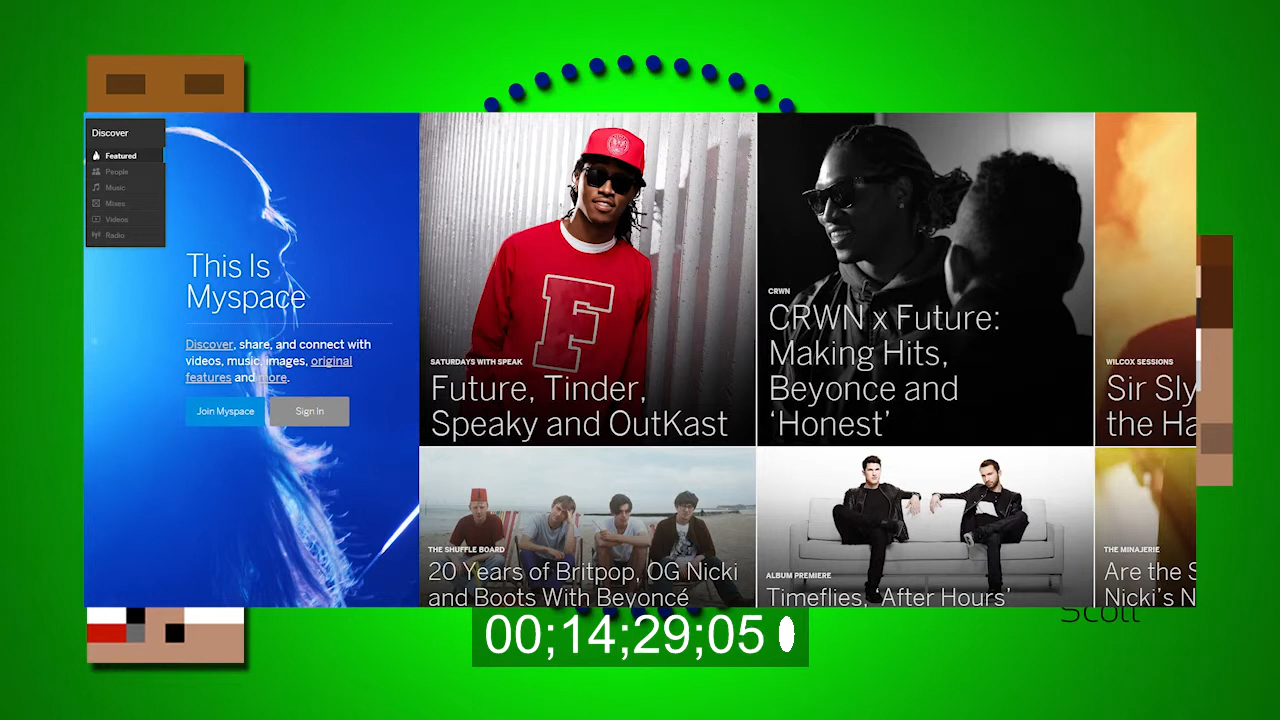 Discover
Featured
People
Music
Mixes
Videos
Radio
This Is
Myspace
Discover, share, and connect with
videos, music, images, original
features and more.
Join Myspace
Sign In
F
SATURDAYS WITH SPEAK
Future, Tinder,
Speaky and OutKast
CRWN
CRWN x Future:
Making Hits,
Beyonce and
‘Honest’
WILCOX SESSIONS
Sir Sly
the Ha
THE SHUFFLE BOARD
20 Years of Britpop, OG Nicki
and Boots With Beyoncé
ALBUM PREMIERE
Timeflies, ‘After Hours’
THE MINAJERIE
Are the S
Nicki’s N
Scott
00;14;29;05